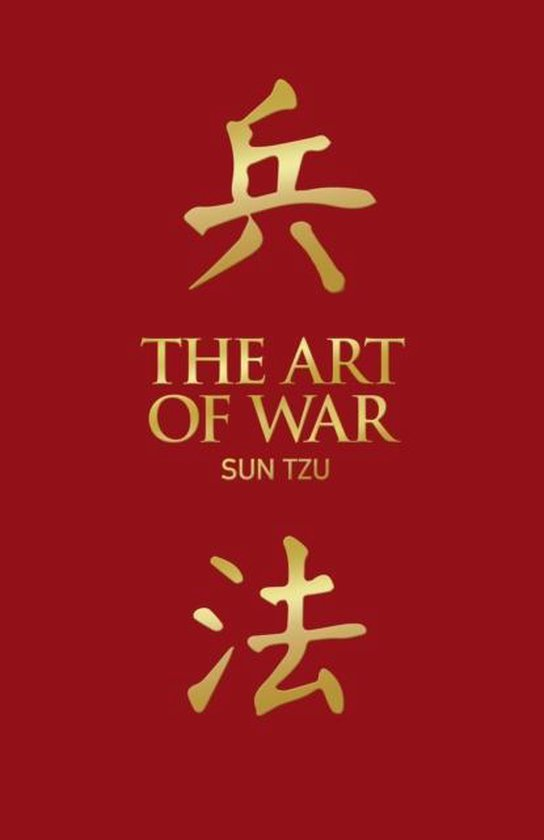 兵
THE ART
OF WAR
SUN TZU
法